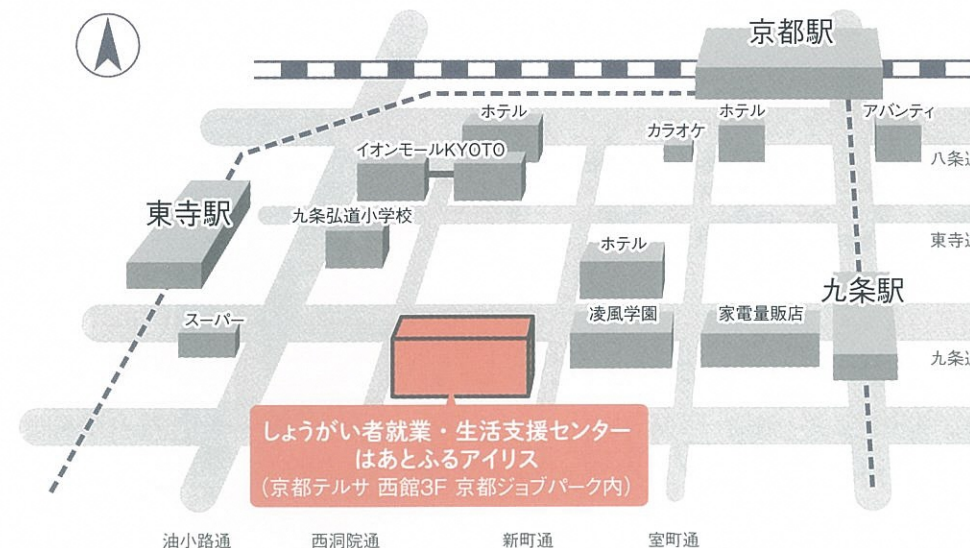 京都駅
ホテル
ホテル
アバンティ
カラオケ
イオンモールKYOTO
八条通
東寺駅
九条弘道小学校
東寺通
ホテル
九条駅
スーパー
凌風学園
家電量販店
九条通
しょうがい者就業・生活支援センター
はあとふるアイリス
(京都テルサ 西館3F 京都ジョブパーク内)
油小路通
西洞院通
新町通
室町通